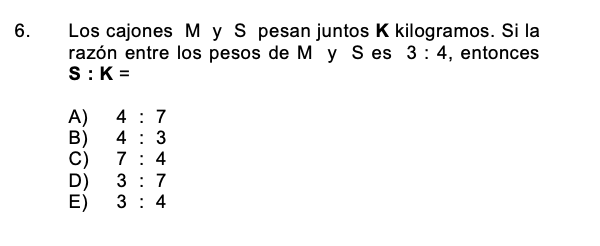 6. Los cajones M y S pesan juntos K kilogramos. Si la
razón entre los pesos de M y S es 3 : 4, entonces
S : K =
A) 4 : 7
B) 4 : 3
C) 7 : 4
D) 3 : 7
E) 3 : 4